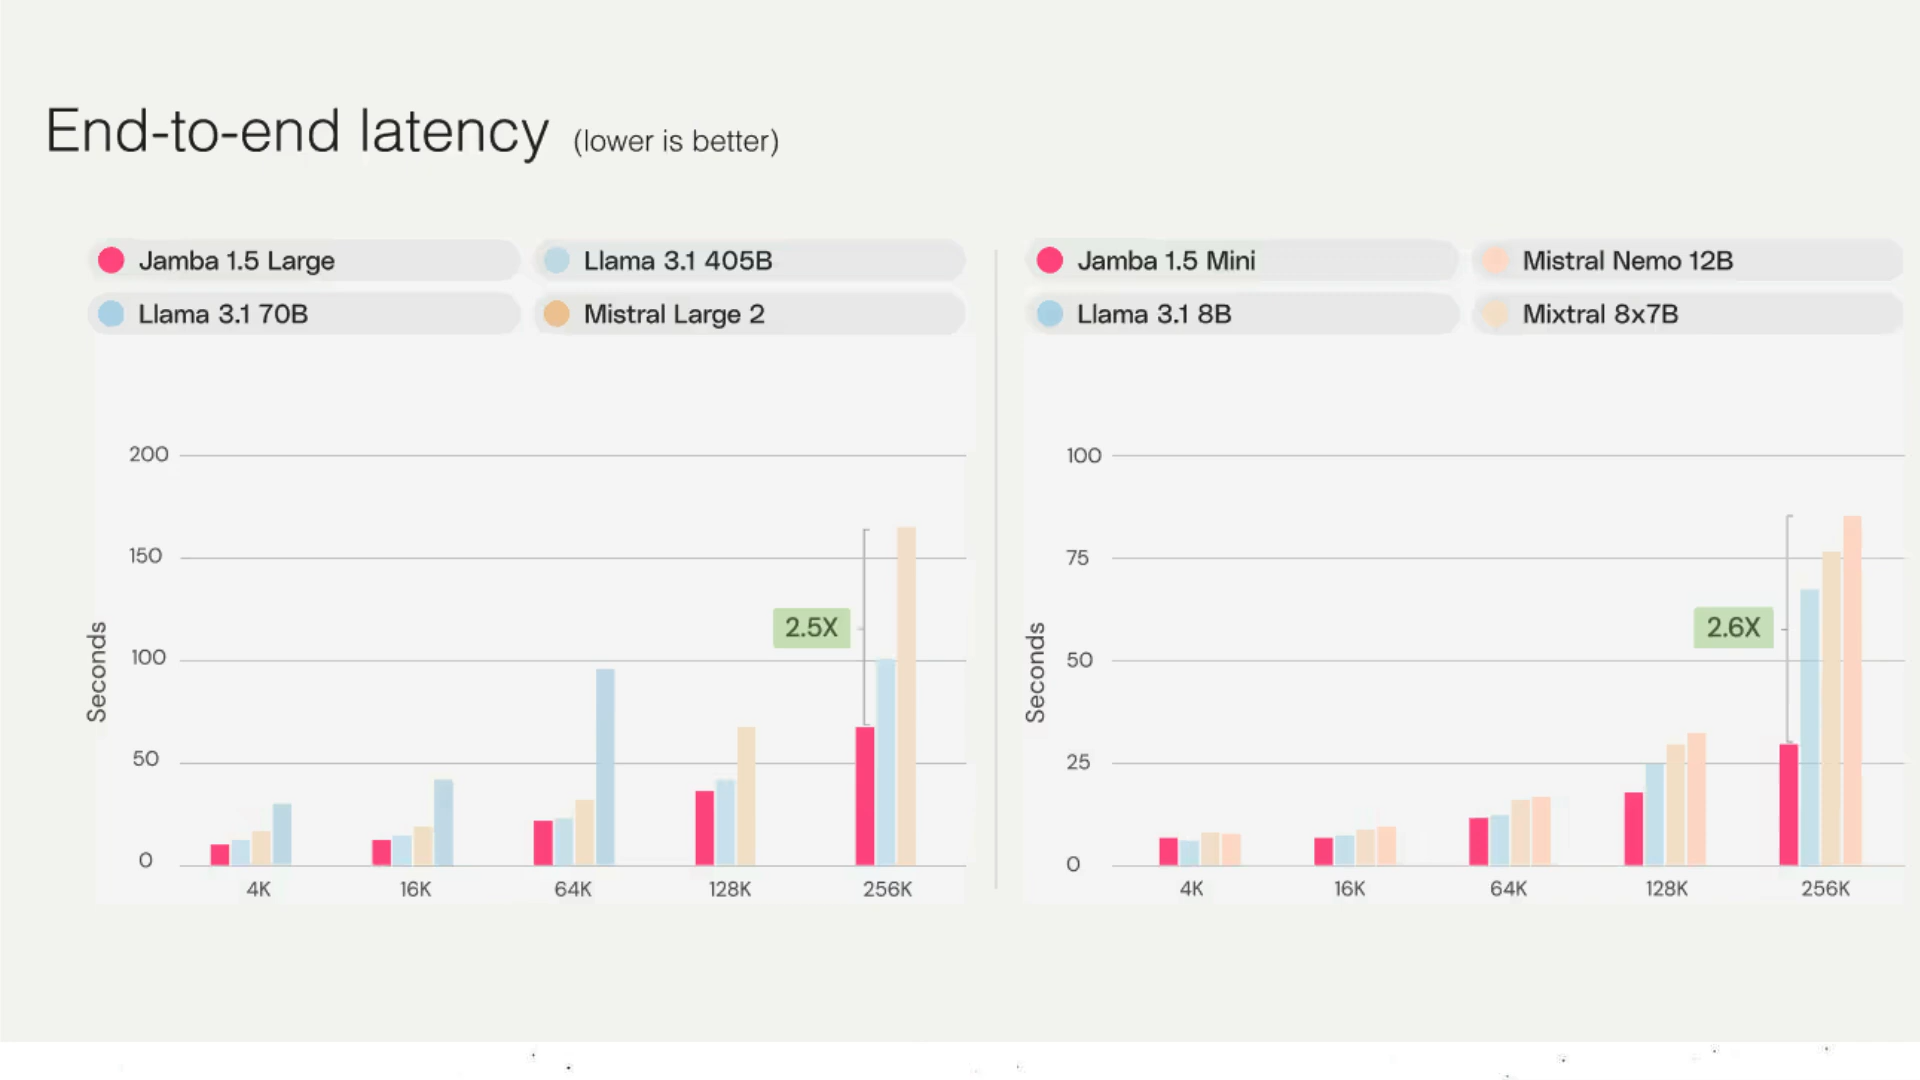 End-to-end latency (lower is better)
Jamba 1.5 Large
Llama 3.1 405B
Llama 3.1 70B
Mistral Large 2
200
150
100
50
0
Seconds
2.5X
4K
16K
64K
128K
256K
Jamba 1.5 Mini
Mistral Nemo 12B
Llama 3.1 8B
Mixtral 8x7B
100
75
50
25
0
Seconds
2.6X
4K
16K
64K
128K
256K